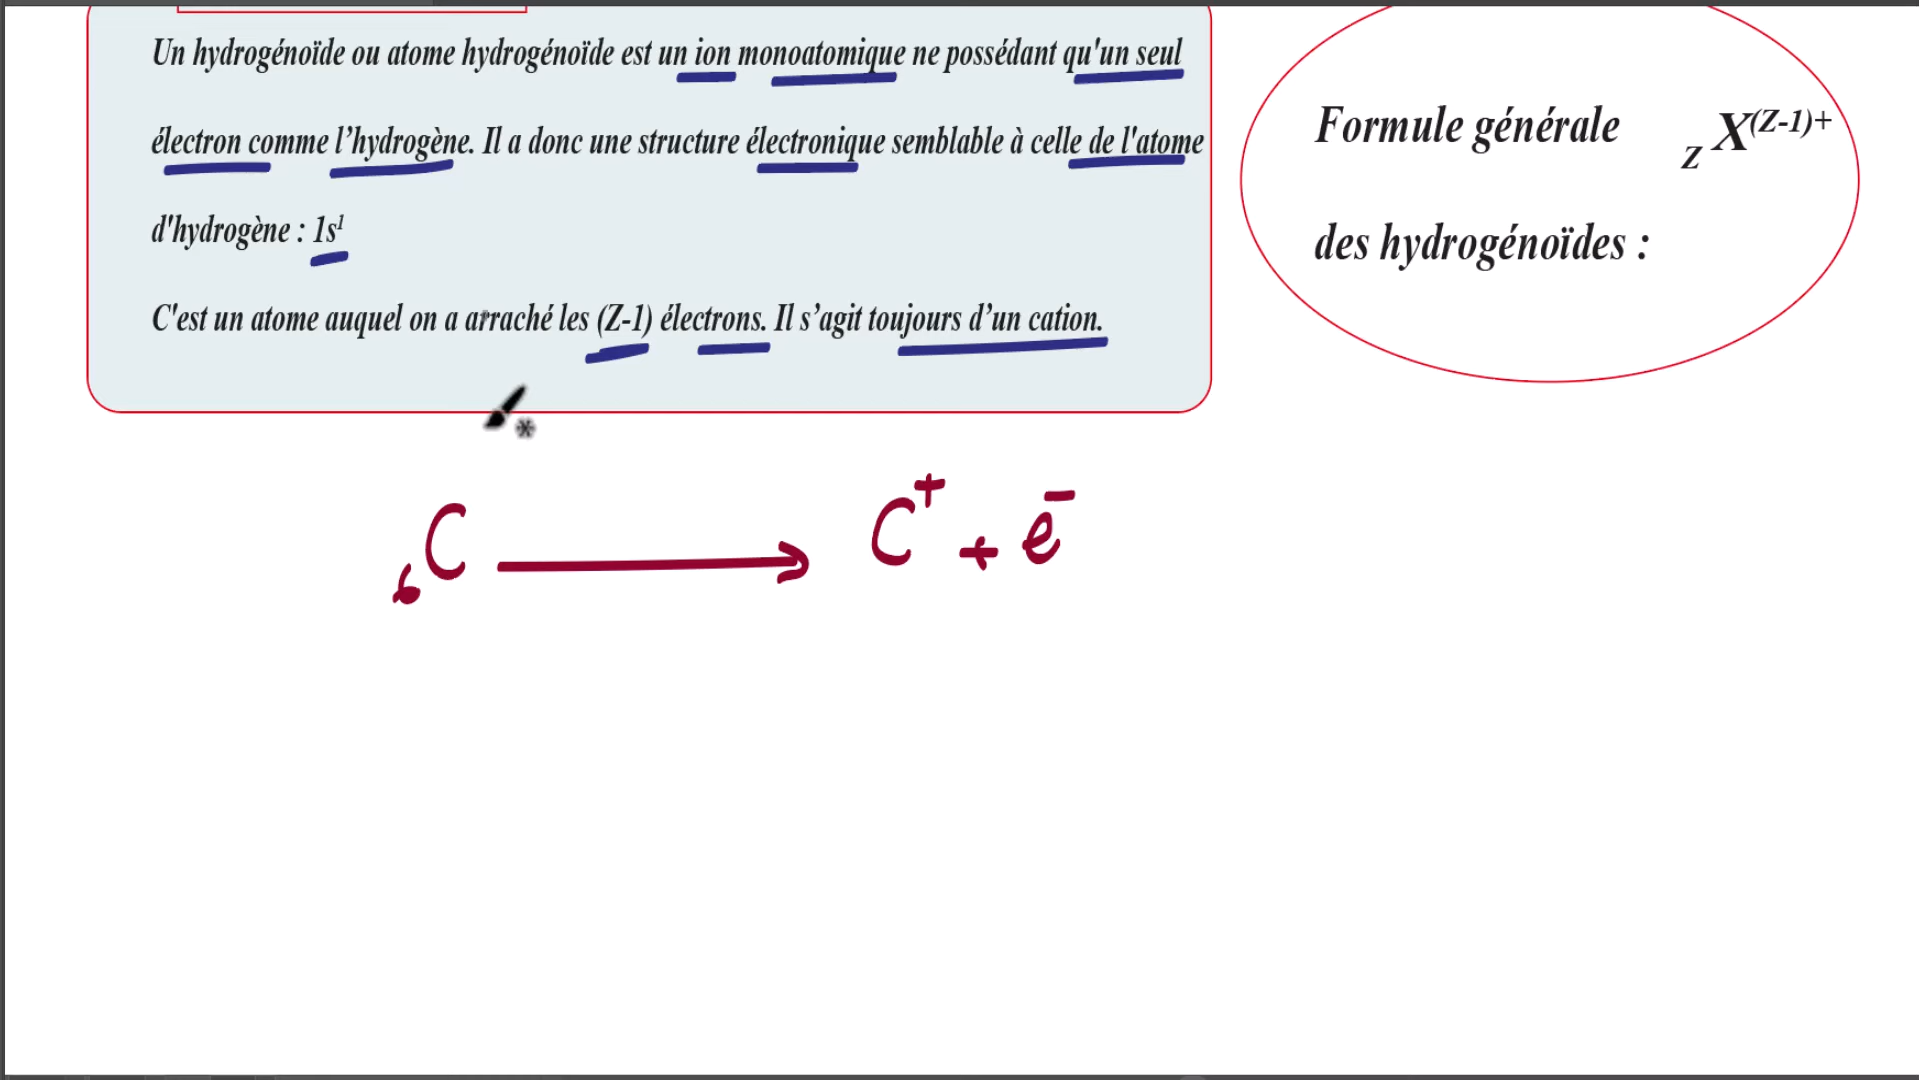 Un hydrogénoïde ou atome hydrogénoïde est un ion monoatomique ne possédant qu'un seul
électron comme l’hydrogène. Il a donc une structure électronique semblable à celle de l'atome
d'hydrogène : 1s¹
C'est un atome auquel on a arraché les (Z-1) électrons. Il s’agit toujours d’un cation.
Formule générale ZX(Z-1)+
des hydrogénoïdes :
₆C ⟶ C⁺ + e⁻